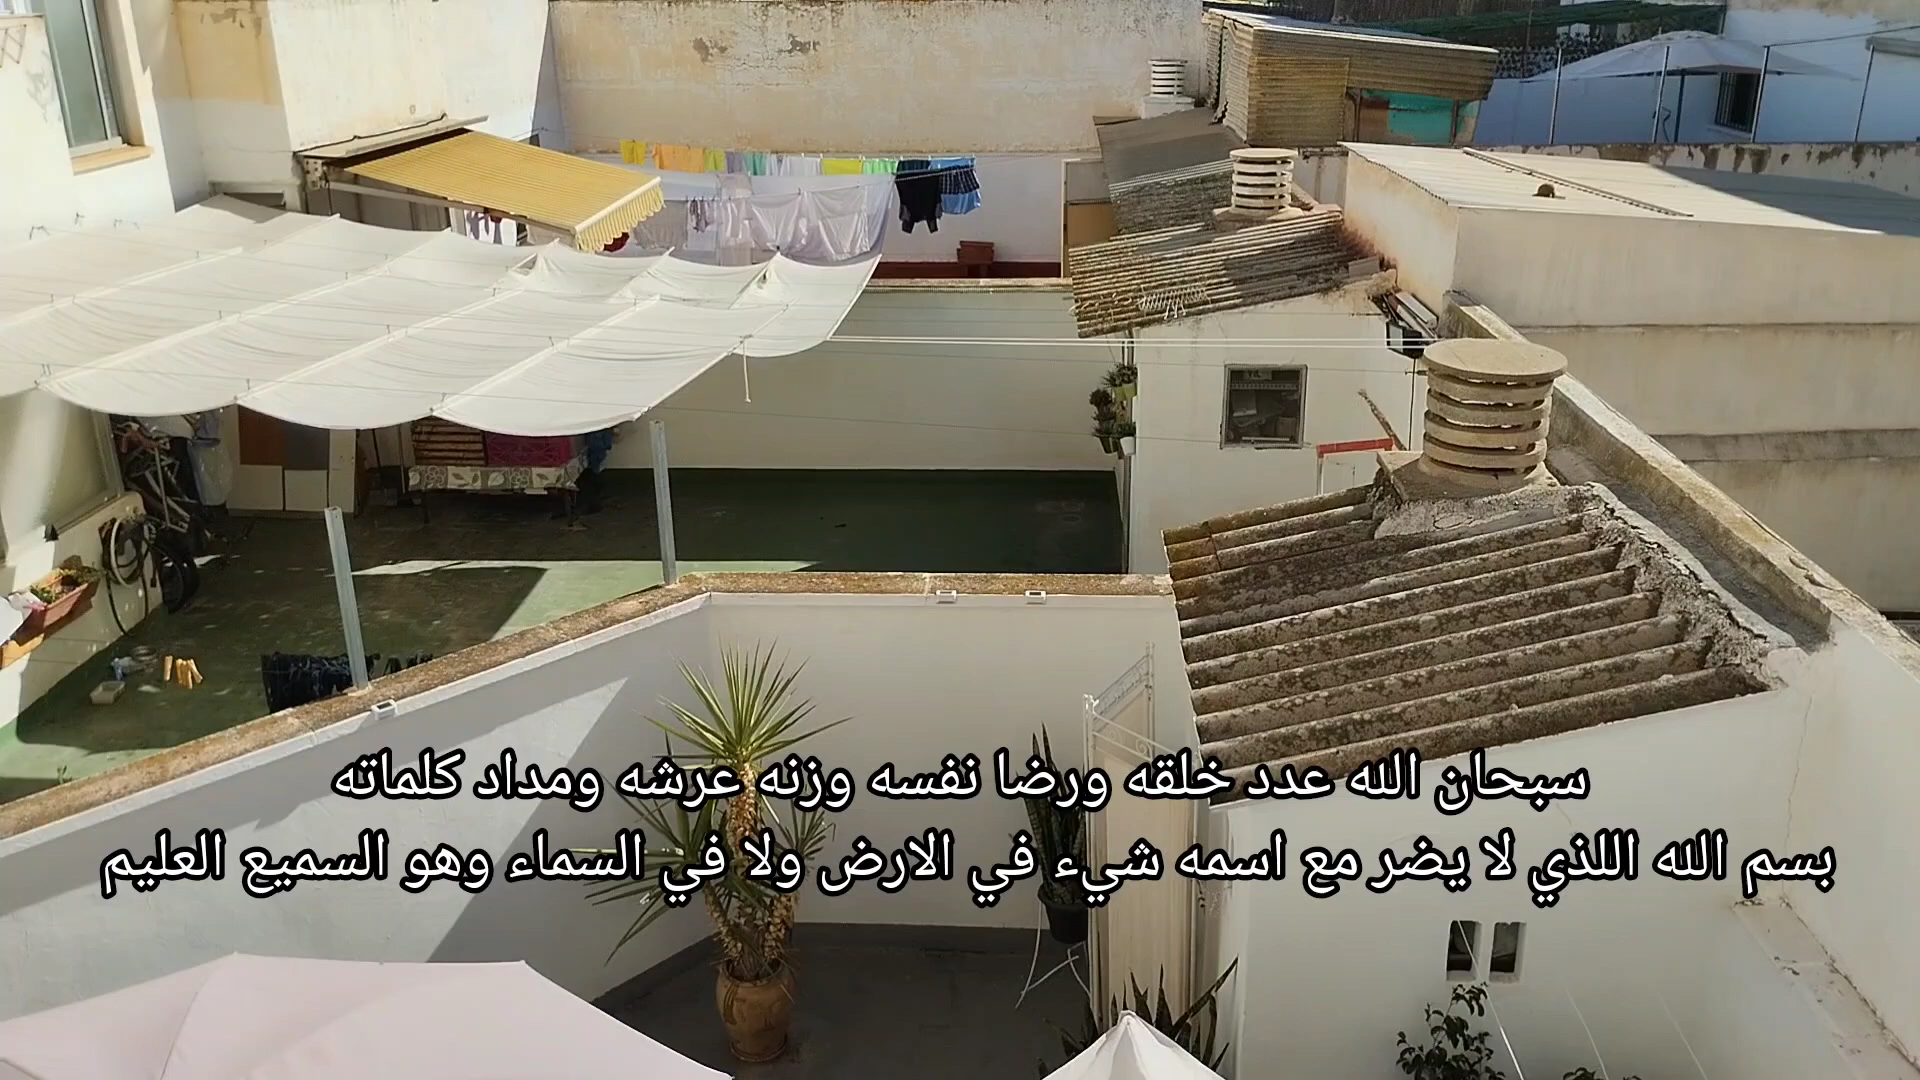 سبحان الله عدد خلقه ورضا نفسه وزنه عرشه ومداد كلماته
بسم الله اللذي لا يضر مع اسمه شيء في الارض ولا في السماء وهو السميع العليم